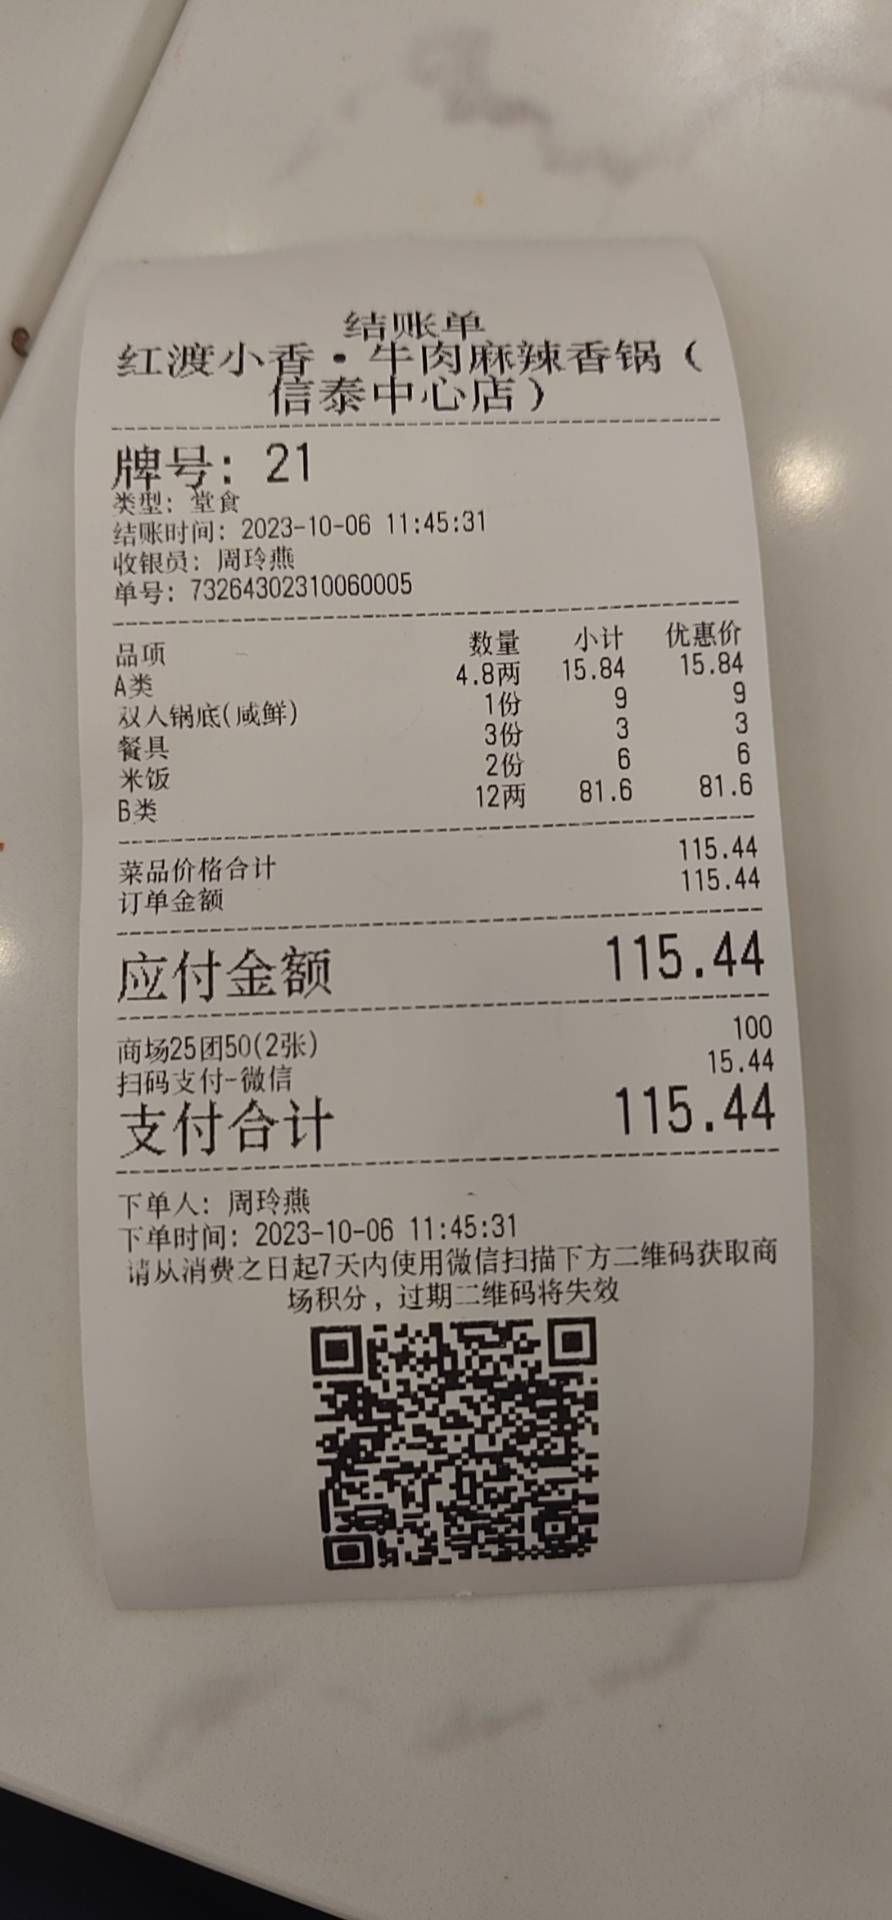 结账单
红渡小香·牛肉麻辣香锅（
信泰中心店）
牌号: 21
类型: 堂食
结账时间: 2023-10-06 11:45:31
收银员: 周玲燕
单号: 73264302310060005
品项 数量 小计 优惠价
A类 4.8两 15.84 15.84
双人锅底(咸鲜) 1份 9 9
餐具 3份 3 3
米饭 2份 6 6
B类 12两 81.6 81.6
菜品价格合计 115.44
订单金额 115.44
应付金额 115.44
商场25团50(2张) 100
扫码支付-微信 15.44
支付合计 115.44
下单人: 周玲燕
下单时间: 2023-10-06 11:45:31
请从消费之日起7天内使用微信扫描下方二维码获取商
场积分，过期二维码将失效